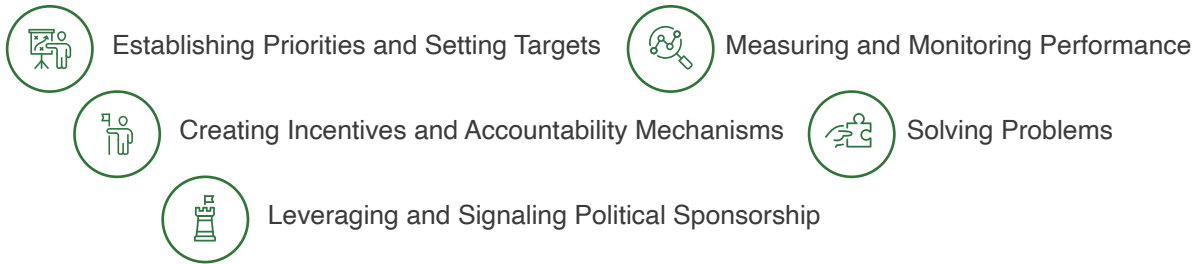 Establishing Priorities and Setting Targets
Measuring and Monitoring Performance
Creating Incentives and Accountability Mechanisms
Solving Problems
Leveraging and Signaling Political Sponsorship